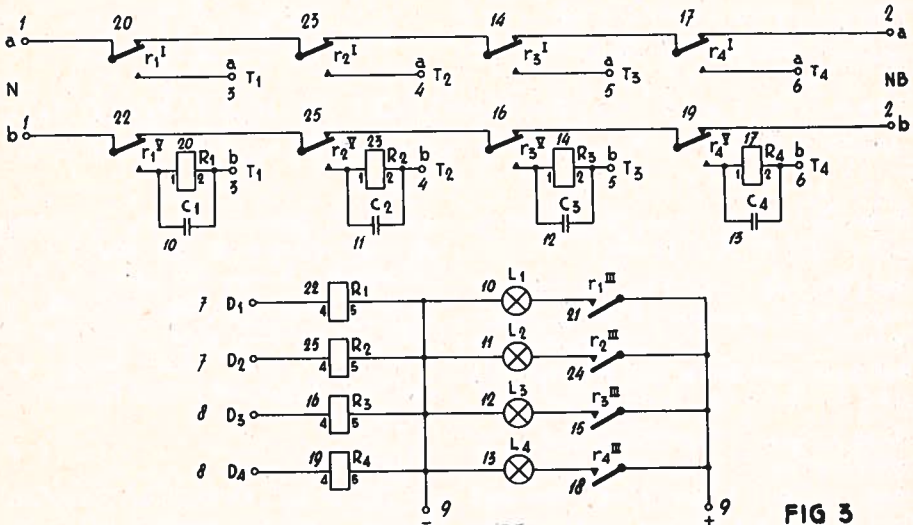 1 20 23 14 17 2
a r₁ᴵ r₂ᴵ r₃ᴵ r₄ᴵ a
a T₁ a T₂ a T₃ a T₄
N 3 4 5 6 NB
1 22 25 16 19 2
b r₁ⱽ 20 R₁ b T₁ r₂ⱽ 23 R₂ b T₂ r₃ⱽ 14 R₃ b T₃ r₄ⱽ 17 R₄ b T₄ b
1 2 3 1 2 4 1 2 5 1 2 6
C₁ C₂ C₃ C₄
10 11 12 13
7 D₁ 22 R₁ 4 5 10 L₁ r₁ᴵᴵᴵ 21
7 D₂ 25 R₂ 4 5 11 L₂ r₂ᴵᴵᴵ 24
8 D₃ 16 R₃ 4 5 12 L₃ r₃ᴵᴵᴵ 15
8 D₄ 19 R₄ 4 5 13 L₄ r₄ᴵᴵᴵ 18
9 9
− +
FIG 3